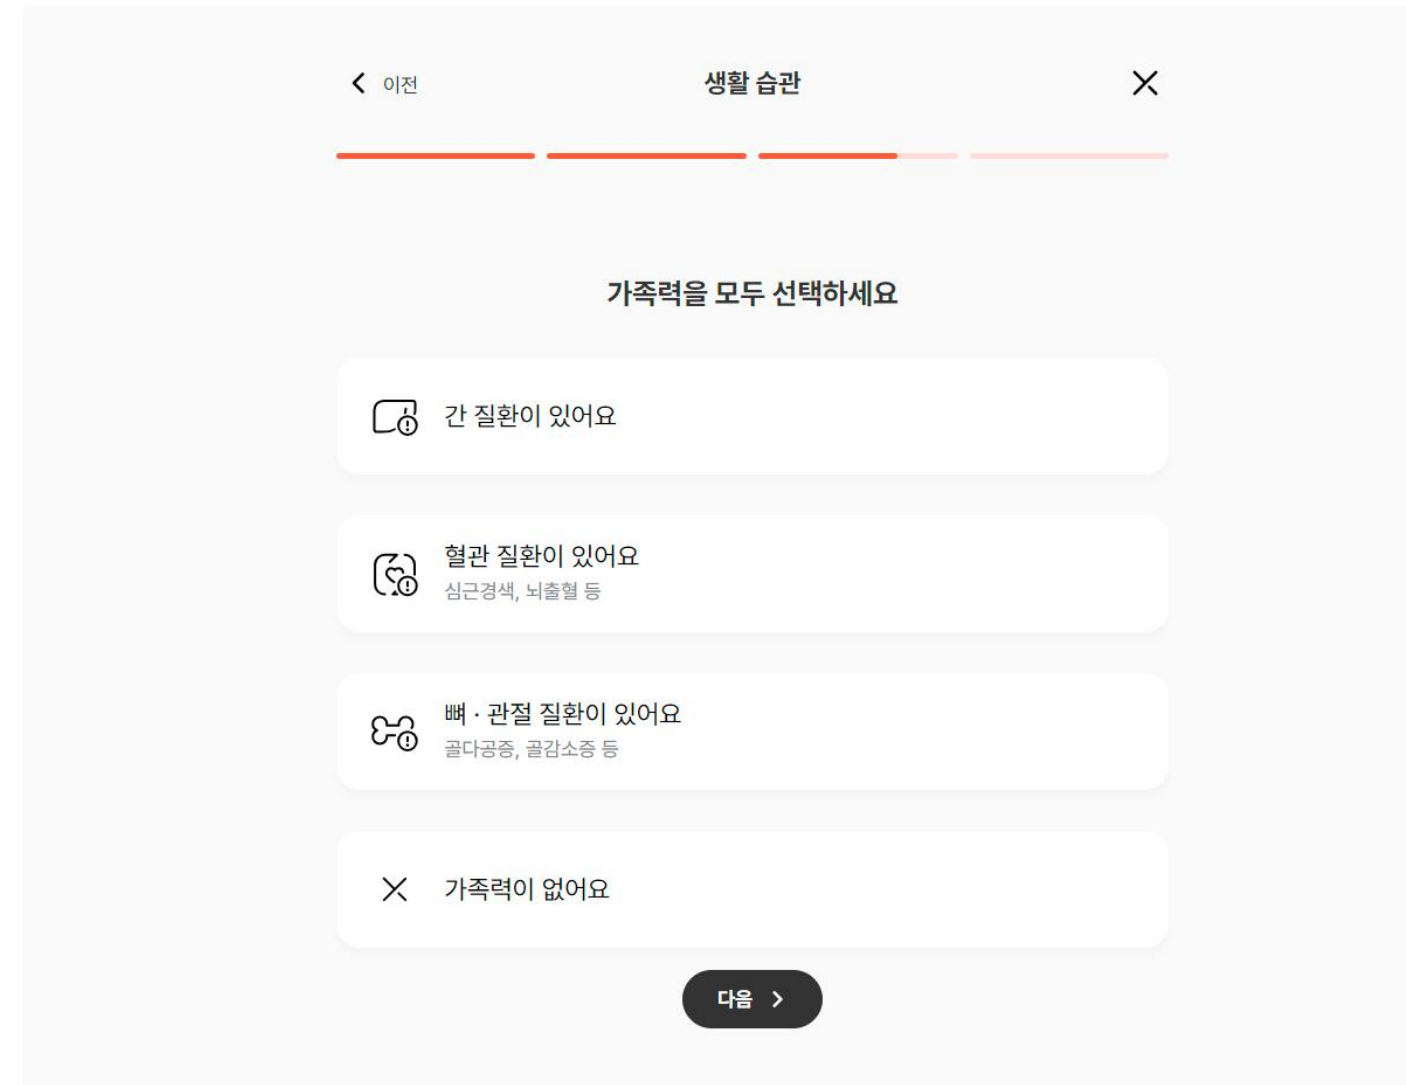 이전
생활 습관
가족력을 모두 선택하세요
간 질환이 있어요
혈관 질환이 있어요
심근경색, 뇌출혈 등
뼈 · 관절 질환이 있어요
골다공증, 골감소증 등
가족력이 없어요
다음